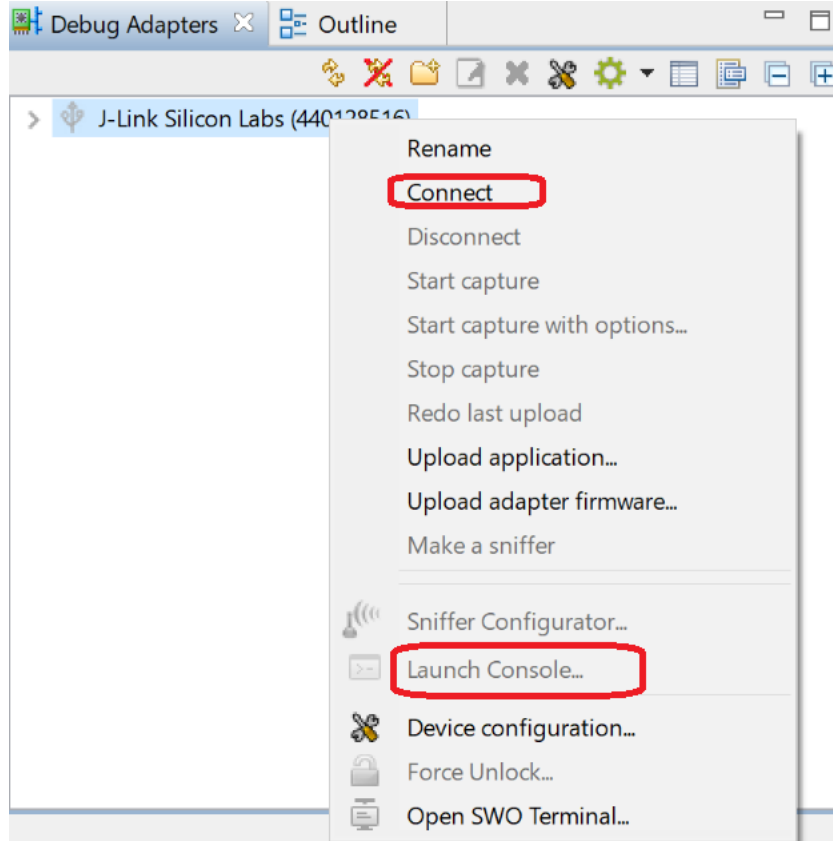 Debug Adapters
Outline
J-Link Silicon Labs (440128516)
Rename
Connect
Disconnect
Start capture
Start capture with options...
Stop capture
Redo last upload
Upload application...
Upload adapter firmware...
Make a sniffer
Sniffer Configurator...
Launch Console...
Device configuration...
Force Unlock...
Open SWO Terminal...